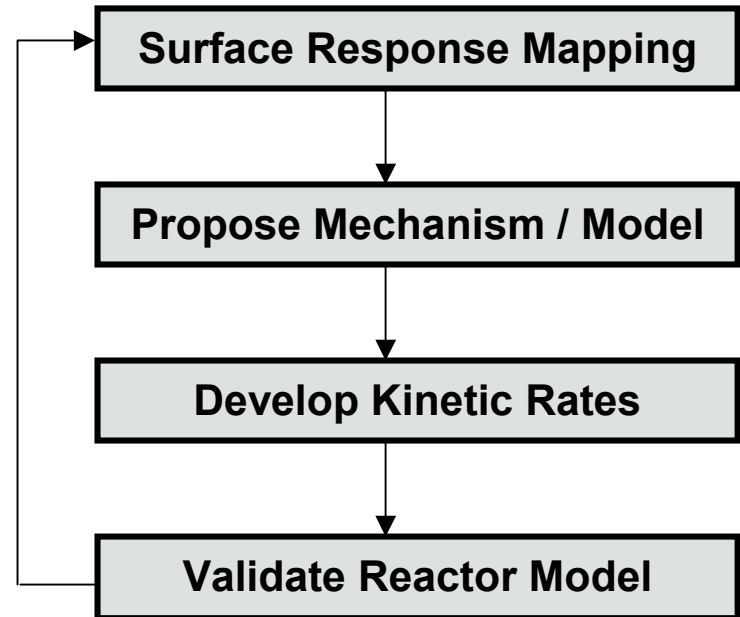 Surface Response Mapping
Propose Mechanism / Model
Develop Kinetic Rates
Validate Reactor Model